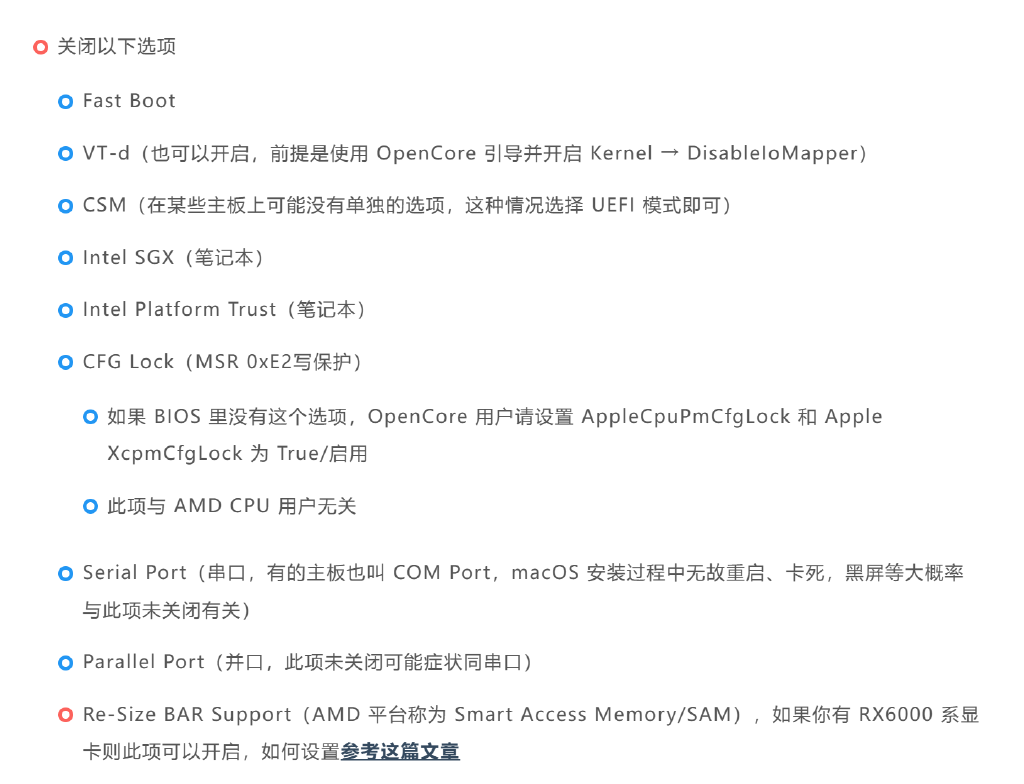 关闭以下选项
Fast Boot
VT-d（也可以开启，前提是使用 OpenCore 引导并开启 Kernel → DisableIoMapper）
CSM（在某些主板上可能没有单独的选项，这种情况选择 UEFI 模式即可）
Intel SGX（笔记本）
Intel Platform Trust（笔记本）
CFG Lock（MSR 0xE2写保护）
如果 BIOS 里没有这个选项，OpenCore 用户请设置 AppleCpuPmCfgLock 和 Apple
XcpmCfgLock 为 True/启用
此项与 AMD CPU 用户无关
Serial Port（串口，有的主板也叫 COM Port，macOS 安装过程中无故重启、卡死，黑屏等大概率
与此项未关闭有关）
Parallel Port（并口，此项未关闭可能症状同串口）
Re-Size BAR Support（AMD 平台称为 Smart Access Memory/SAM），如果你有 RX6000 系显
卡则此项可以开启，如何设置参考这篇文章